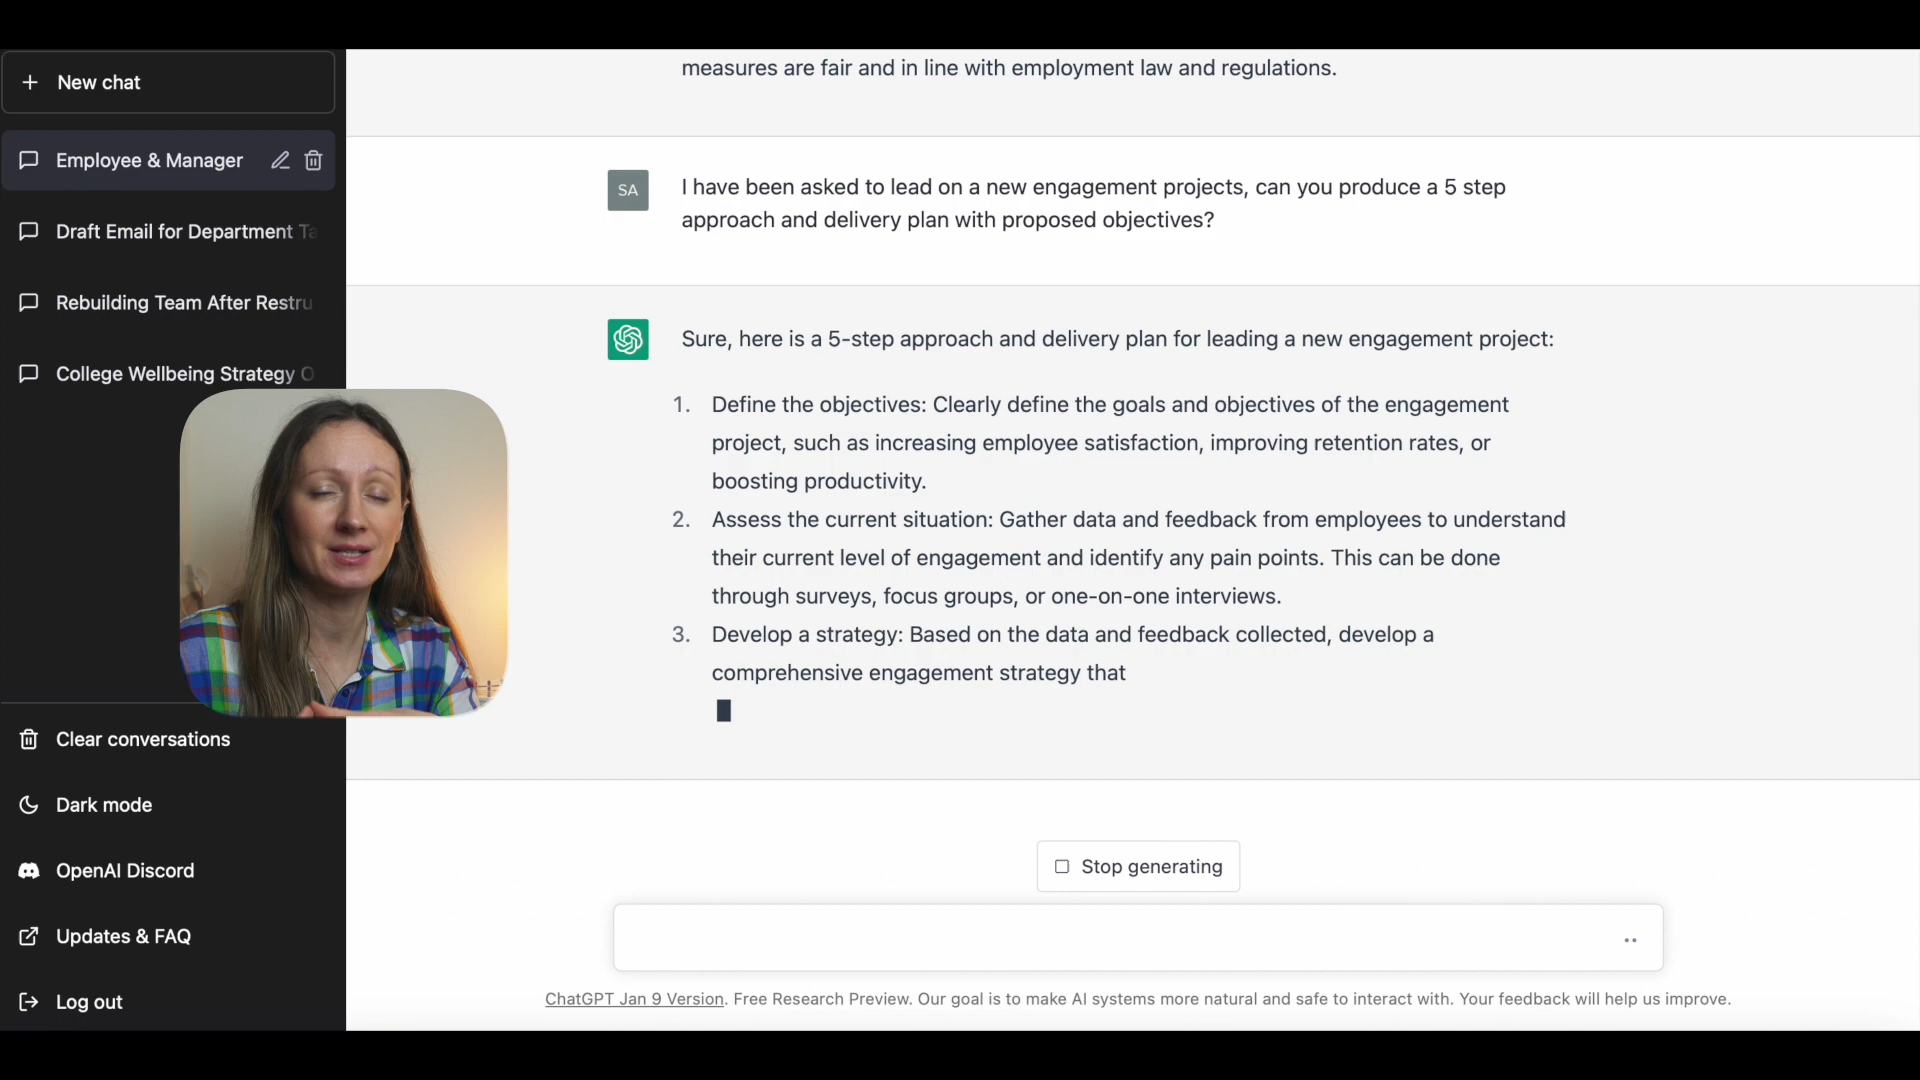 New chat
Employee & Manager
Draft Email for Department Ta
Rebuilding Team After Restru
College Wellbeing Strategy O
Clear conversations
Dark mode
OpenAI Discord
Updates & FAQ
Log out
measures are fair and in line with employment law and regulations.
SA
I have been asked to lead on a new engagement projects, can you produce a 5 step
approach and delivery plan with proposed objectives?
Sure, here is a 5-step approach and delivery plan for leading a new engagement project:
1. Define the objectives: Clearly define the goals and objectives of the engagement
project, such as increasing employee satisfaction, improving retention rates, or
boosting productivity.
2. Assess the current situation: Gather data and feedback from employees to understand
their current level of engagement and identify any pain points. This can be done
through surveys, focus groups, or one-on-one interviews.
3. Develop a strategy: Based on the data and feedback collected, develop a
comprehensive engagement strategy that
Stop generating
ChatGPT Jan 9 Version. Free Research Preview. Our goal is to make AI systems more natural and safe to interact with. Your feedback will help us improve.